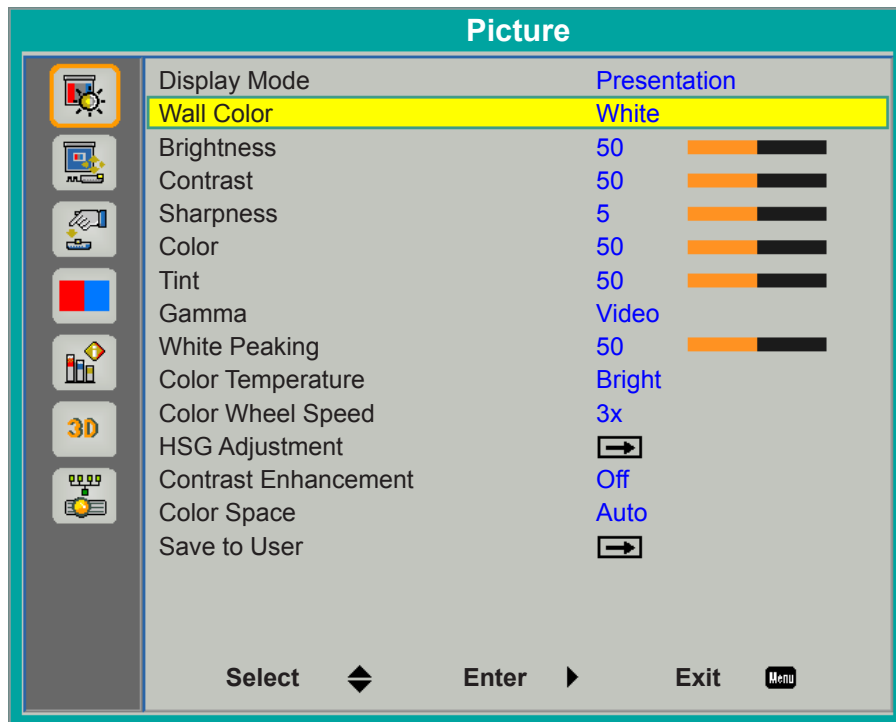 Picture
Display Mode Presentation
Wall Color White
Brightness 50
Contrast 50
Sharpness 5
Color 50
Tint 50
Gamma Video
White Peaking 50
Color Temperature Bright
Color Wheel Speed 3x
3D
HSG Adjustment
Contrast Enhancement Off
Color Space Auto
Save to User
Select Enter Exit Menu